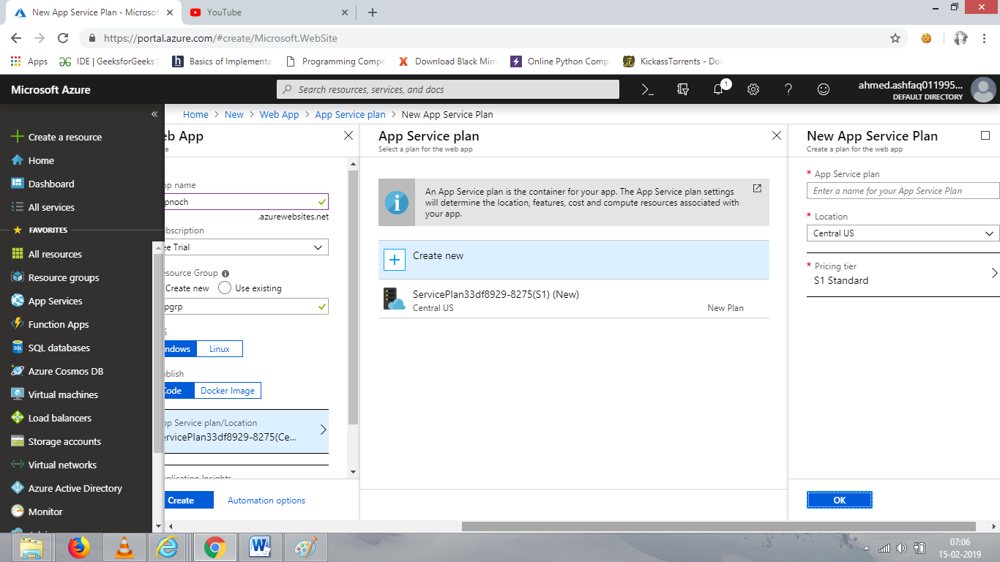 New App Service Plan - Microsof
YouTube
https://portal.azure.com/#create/Microsoft.WebSite
Apps
IDE | GeeksforGeeks |
Basics of Implementa
Programming Compe
Download Black Mirr
Online Python Compi
KickassTorrents - Dov
Microsoft Azure
Search resources, services, and docs
1
ahmed.ashfaq011995...
DEFAULT DIRECTORY
Create a resource
Home
Dashboard
All services
FAVORITES
All resources
Resource groups
App Services
Function Apps
SQL databases
Azure Cosmos DB
Virtual machines
Load balancers
Storage accounts
Virtual networks
Azure Active Directory
Monitor
Home > New > Web App > App Service plan > New App Service Plan
eb App
te
pp name
pnoch
.azurewebsites.net
bscription
ee Trial
source Group
Create new
Use existing
pgrp
S
ndows
Linux
blish
Code
Docker Image
pp Service plan/Location
ervicePlan33df8929-8275(Ce...
Create
Automation options
App Service plan
Select a plan for the web app
An App Service plan is the container for your app. The App Service plan settings
will determine the location, features, cost and compute resources associated with
your app.
Create new
ServicePlan33df8929-8275(S1) (New)
Central US
New Plan
New App Service Plan
Create a plan for the web app
* App Service plan
Enter a name for your App Service Plan
* Location
Central US
* Pricing tier
S1 Standard
OK
07:06
15-02-2019